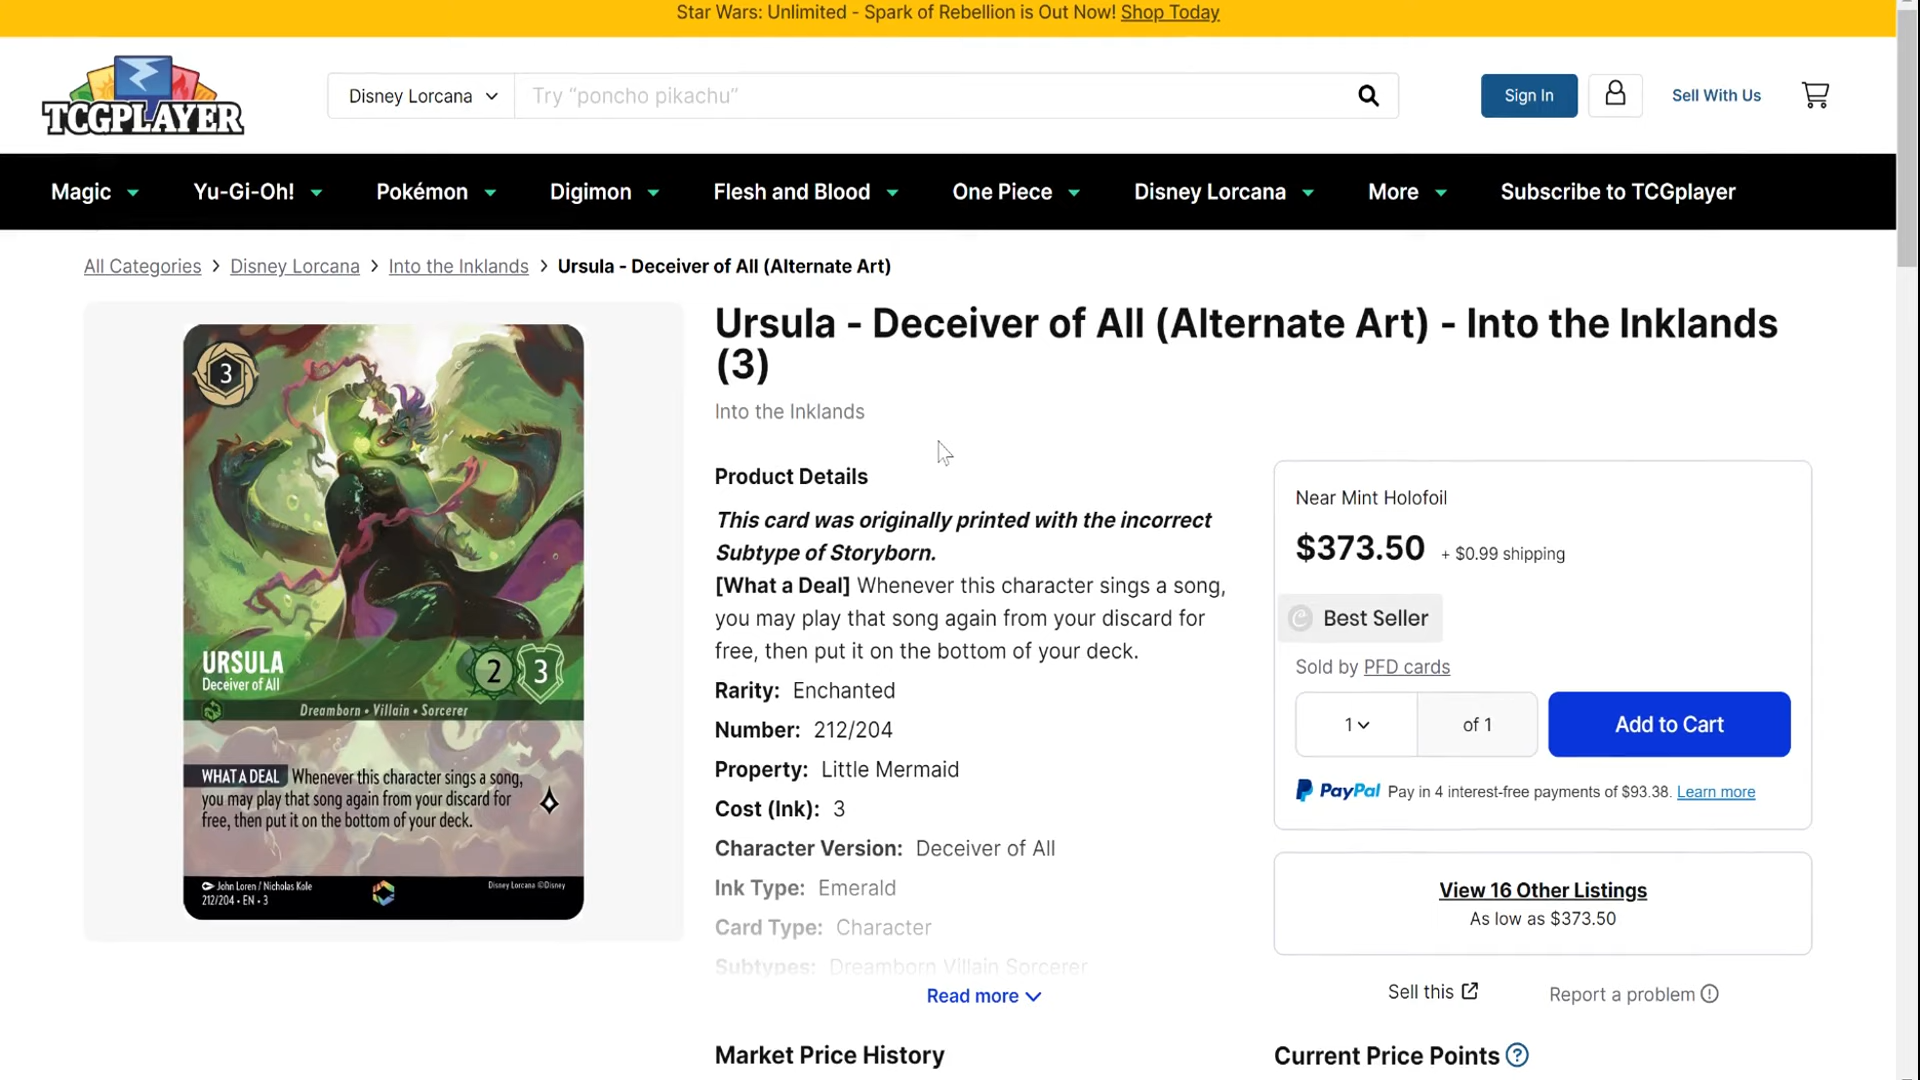 Star Wars: Unlimited - Spark of Rebellion is Out Now! Shop Today
TCGPLAYER
Disney Lorcana
Try “poncho pikachu”
Sign In
Sell With Us
Magic
Yu-Gi-Oh!
Pokémon
Digimon
Flesh and Blood
One Piece
Disney Lorcana
More
Subscribe to TCGplayer
All Categories > Disney Lorcana > Into the Inklands > Ursula - Deceiver of All (Alternate Art)
3
URSULA
Deceiver of All
2
3
Dreamborn • Villain • Sorcerer
WHAT A DEAL Whenever this character sings a song,
you may play that song again from your discard for
free, then put it on the bottom of your deck.
John Loren / Nicholas Kole
Disney Lorcana ©Disney
212/204 • EN • 3
Ursula - Deceiver of All (Alternate Art) - Into the Inklands
(3)
Into the Inklands
Product Details
This card was originally printed with the incorrect
Subtype of Storyborn.
[What a Deal] Whenever this character sings a song,
you may play that song again from your discard for
free, then put it on the bottom of your deck.
Rarity: Enchanted
Number: 212/204
Property: Little Mermaid
Cost (Ink): 3
Character Version: Deceiver of All
Ink Type: Emerald
Card Type: Character
Subtypes: Dreamborn Villain Sorcerer
Read more
Market Price History
Near Mint Holofoil
$373.50 + $0.99 shipping
Best Seller
Sold by PFD cards
1
of 1
Add to Cart
PayPal Pay in 4 interest-free payments of $93.38. Learn more
View 16 Other Listings
As low as $373.50
Sell this
Report a problem
Current Price Points